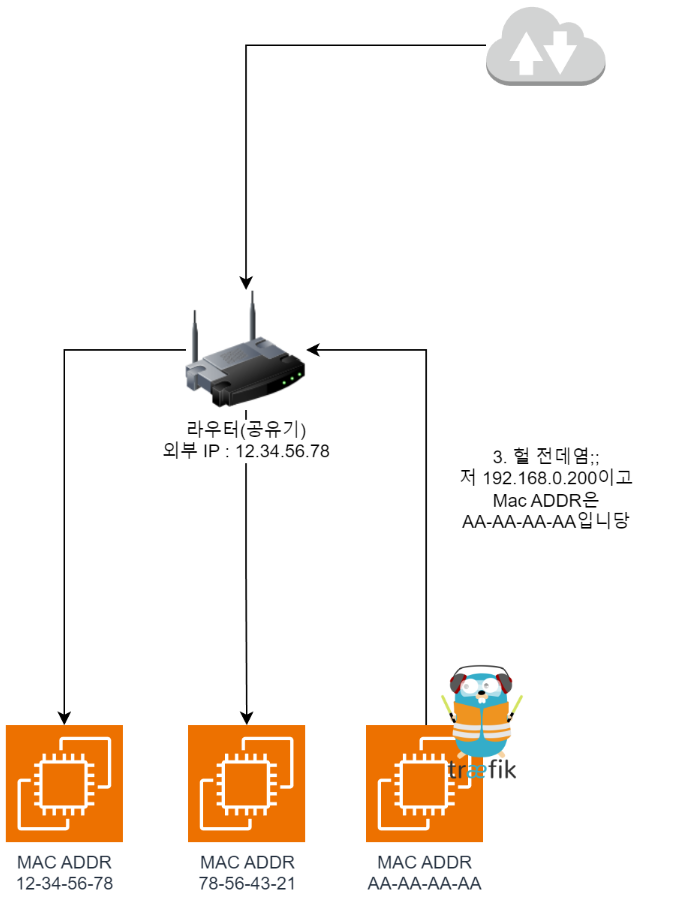 라우터(공유기)
외부 IP : 12.34.56.78
3. 헐 전데염;;
저 192.168.0.200이고
Mac ADDR은
AA-AA-AA-AA입니당
træfik
MAC ADDR
12-34-56-78
MAC ADDR
78-56-43-21
MAC ADDR
AA-AA-AA-AA